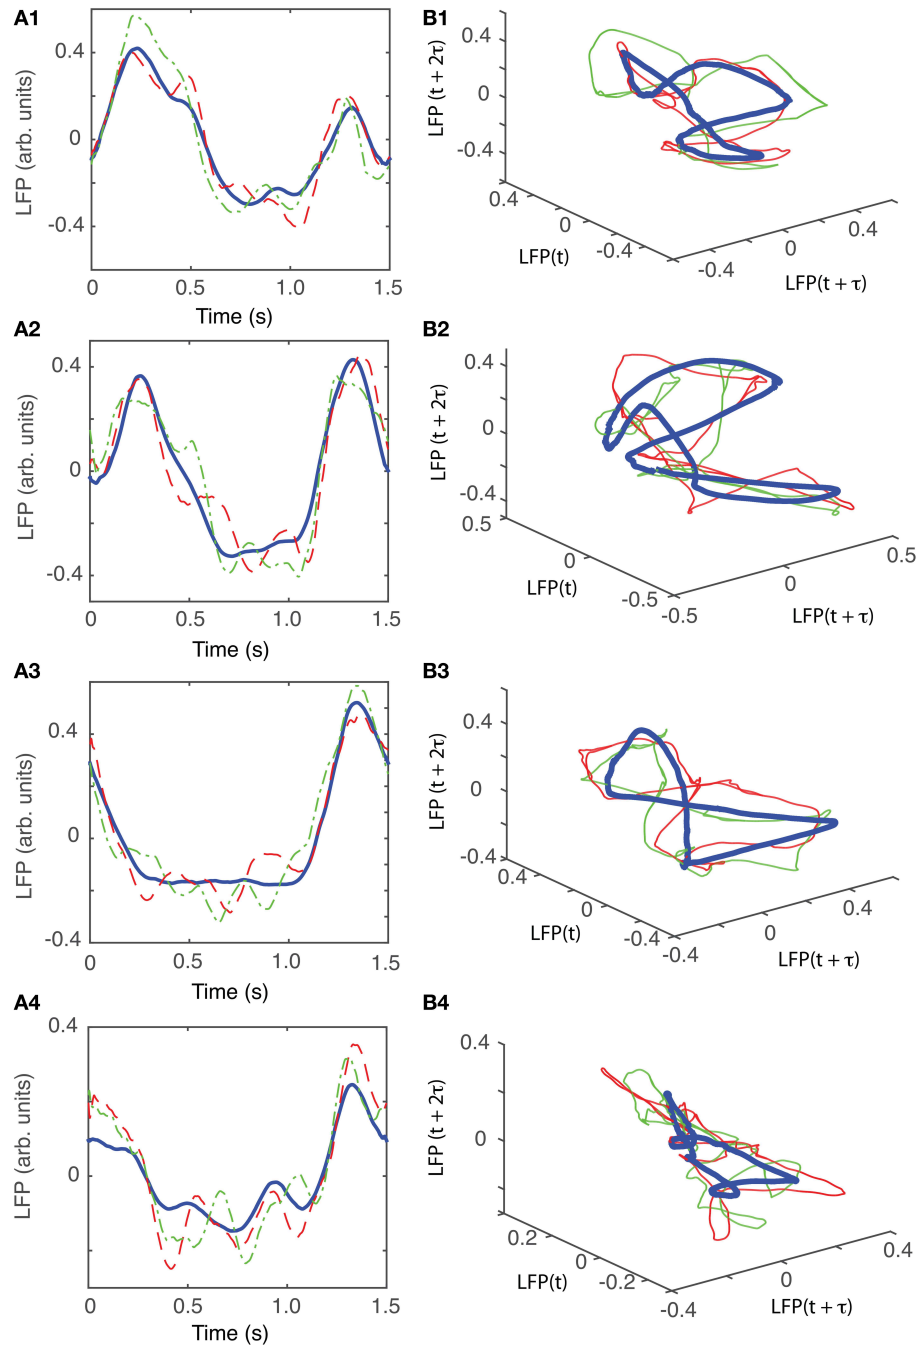 A1
LFP (arb. units)
0.4
0
-0.4
0 0.5 1.0 1.5
Time (s)
B1
LFP (t + 2τ)
0.4
0
-0.4
0.4 0 -0.4
LFP(t)
-0.4 0 0.4
LFP(t + τ)
A2
LFP (arb. units)
0.4
0
-0.4
0 0.5 1.0 1.5
Time (s)
B2
LFP (t + 2τ)
0.4
0
-0.4
0.5 0 -0.5
LFP(t)
-0.5 0 0.5
LFP(t + τ)
A3
LFP (arb. units)
0.4
0
-0.4
0 0.5 1.0 1.5
Time (s)
B3
LFP (t + 2τ)
0.4
0
-0.4
0.4 0 -0.4
LFP(t)
-0.4 0 0.4
LFP(t + τ)
A4
LFP (arb. units)
0.4
0
0 0.5 1.0 1.5
Time (s)
B4
LFP (t + 2τ)
0.4
0
0.2 0 -0.2
LFP(t)
-0.4 0 0.4
LFP(t + τ)